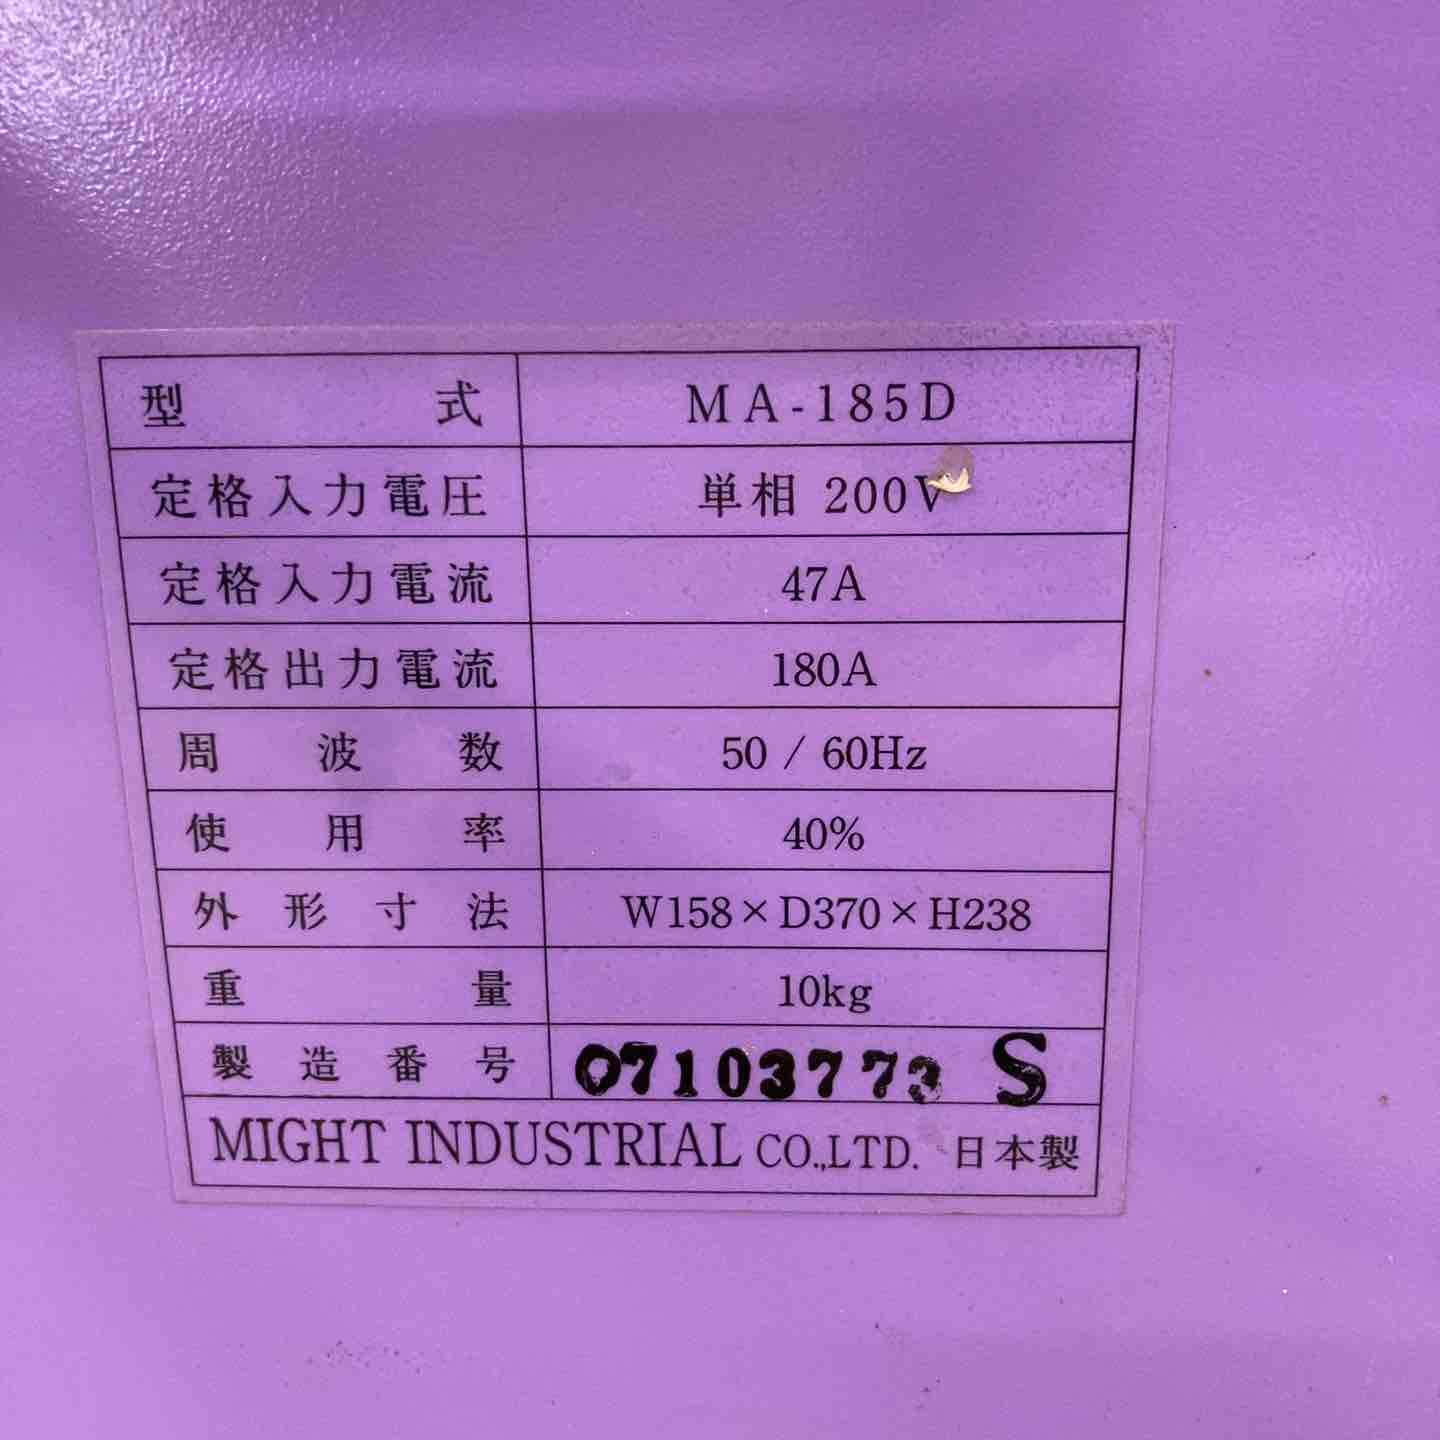 型式 MA-185D
定格入力電圧 単相 200V
定格入力電流 47A
定格出力電流 180A
周波数 50 / 60Hz
使用率 40%
外形寸法 W158×D370×H238
重量 10kg
製造番号 07103773 S
MIGHT INDUSTRIAL CO.,LTD. 日本製